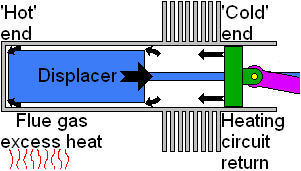 'Hot'
end
'Cold'
end
Displacer
Flue gas
excess heat
Heating
circuit
return